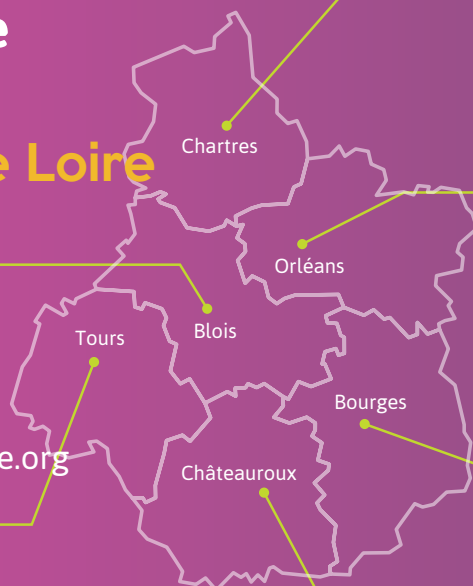 e
Chartres
e Loire
Orléans
Blois
Tours
Bourges
e.org
Châteauroux